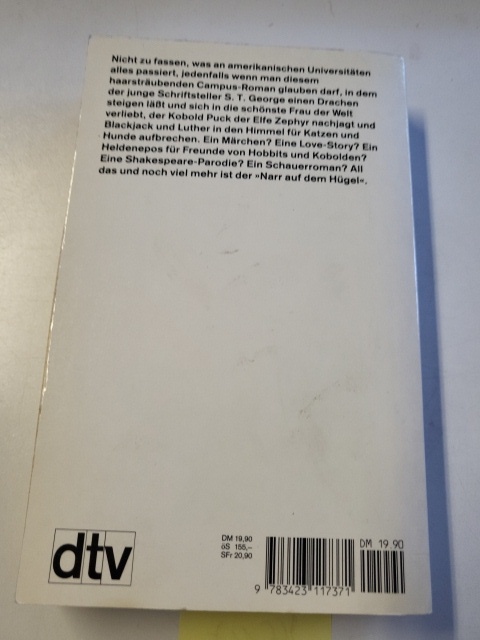 Nicht zu fassen, was an amerikanischen Universitäten
alles passiert, jedenfalls wenn man diesem
haarsträubenden Campus-Roman glauben darf, in dem
der junge Schriftsteller S. T. George einen Drachen
steigen läßt und sich in die schönste Frau der Welt
verliebt, der Kobold Puck der Elfe Zephyr nachjagt und
Blackjack und Luther in den Himmel für Katzen und
Hunde aufbrechen. Ein Märchen? Eine Love-Story? Ein
Heldenepos für Freunde von Hobbits und Kobolden?
Eine Shakespeare-Parodie? Ein Schauerroman? All
das und noch viel mehr ist der »Narr auf dem Hügel«.
dtv
DM 19,90
öS 155,–
SFr 20,90
DM 19 90
9 783423 117371